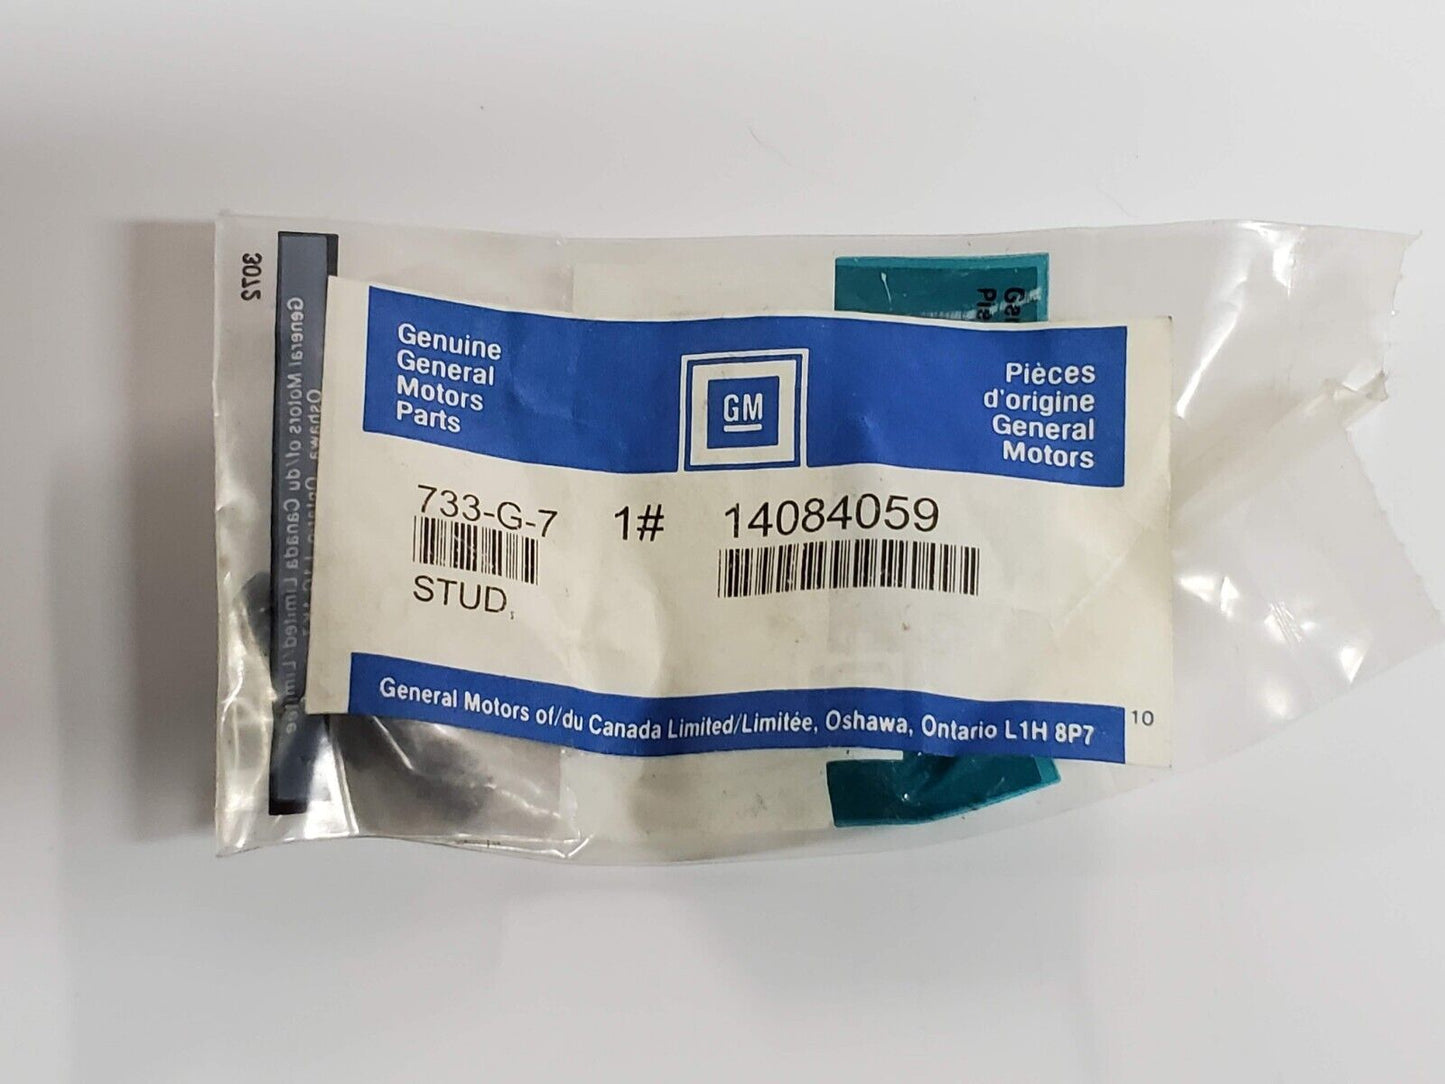 3072
General Motors of/du Canada Limited/Limitée
Genuine
General
Motors
Parts
GM
Pièces
d'origine
General
Motors
733-G-7 1# 14084059
STUD,
General Motors of/du Canada Limited/Limitée, Oshawa, Ontario L1H 8P7
10